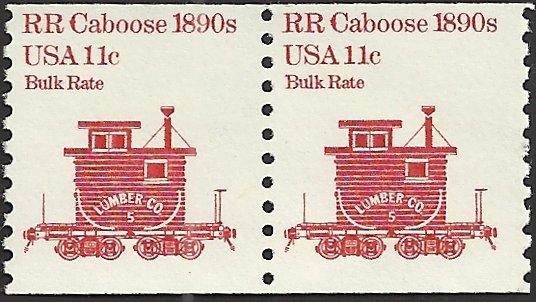 RR Caboose 1890s
USA 11c
Bulk Rate
LUMBER CO.
5
RR Caboose 1890s
USA 11c
Bulk Rate
LUMBER CO.
5